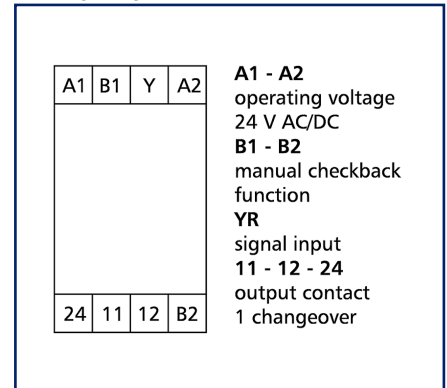 A1 B1 Y A2
24 11 12 B2
A1 - A2
operating voltage
24 V AC/DC
B1 - B2
manual checkback
function
YR
signal input
11 - 12 - 24
output contact
1 changeover